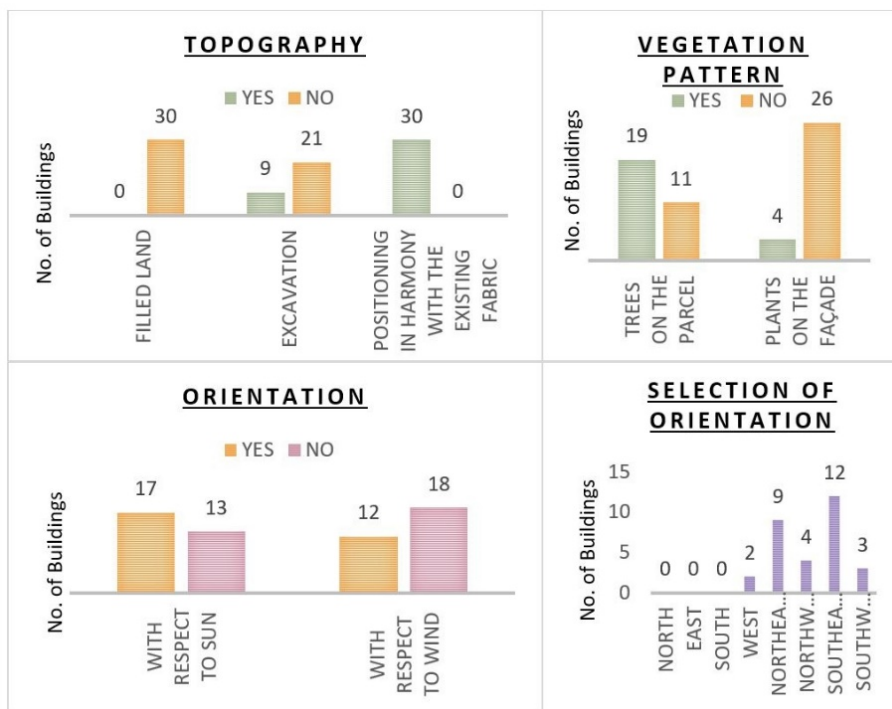 TOPOGRAPHY
YES NO
No. of Buildings
0
30
9
21
30
0
FILLED LAND
EXCAVATION
POSITIONING
IN HARMONY
WITH THE
EXISTING
FABRIC
VEGETATION
PATTERN
YES NO
No. of Buildings
19
11
4
26
TREES
ON THE
PARCEL
PLANTS
ON THE
FAÇADE
ORIENTATION
YES NO
No. of Buildings
17
13
12
18
WITH
RESPECT
TO SUN
WITH
RESPECT
TO WIND
SELECTION OF
ORIENTATION
No. of Buildings
15
10
5
0
0
0
0
2
9
4
12
3
NORTH
EAST
SOUTH
WEST
NORTHEA...
NORTHW...
SOUTHEA...
SOUTHW...